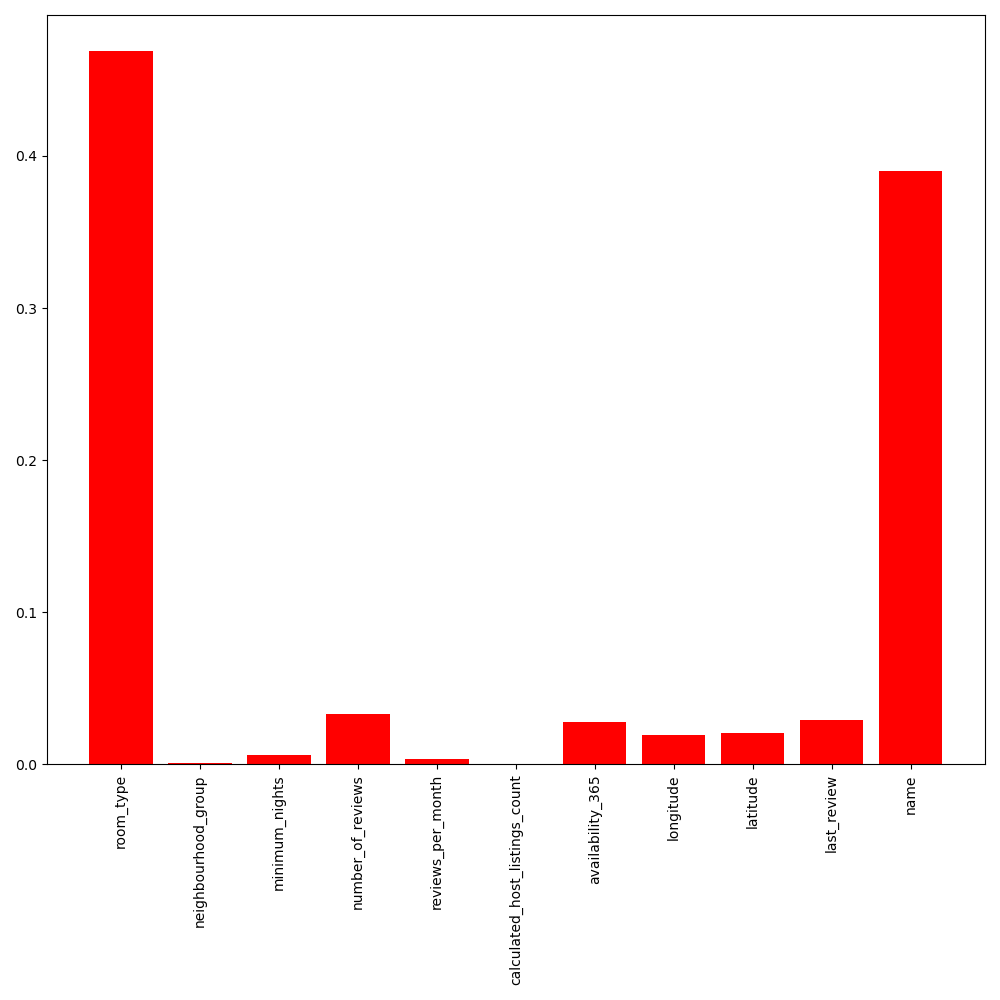 0.4
0.3
0.2
0.1
0.0
room_type
neighbourhood_group
minimum_nights
number_of_reviews
reviews_per_month
calculated_host_listings_count
availability_365
longitude
latitude
last_review
name